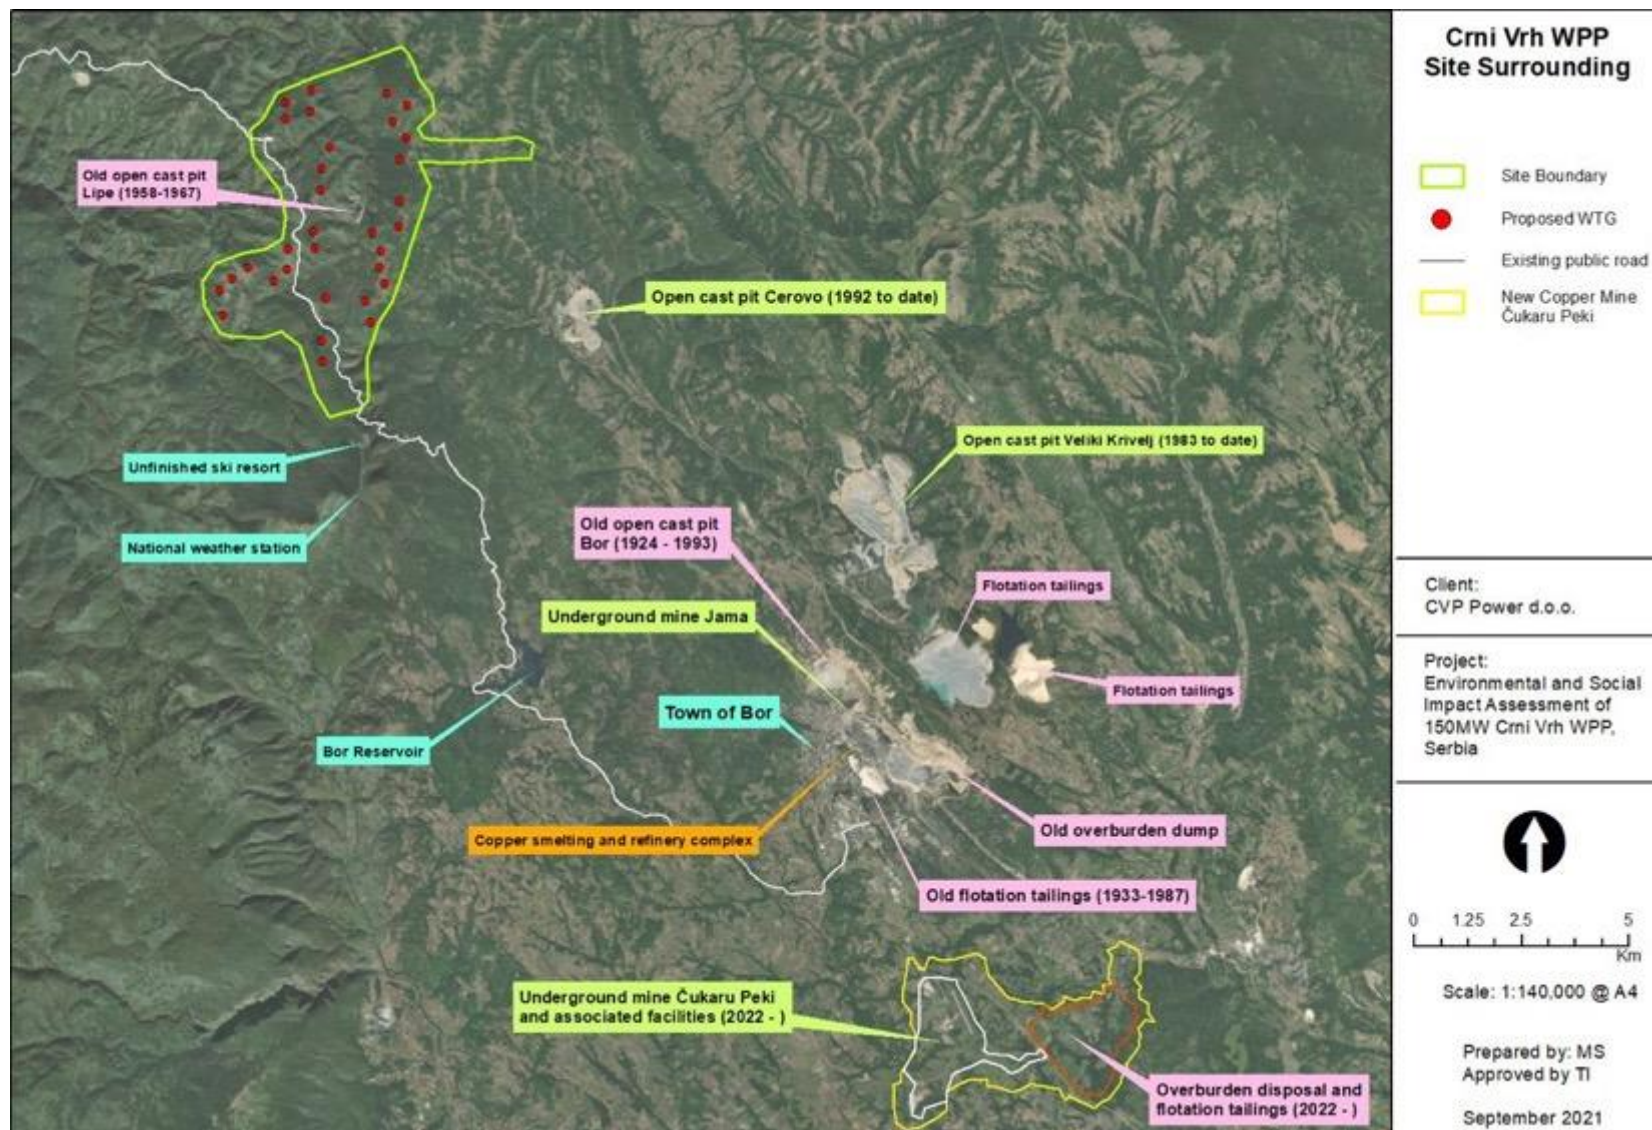 Crni Vrh WPP
Site Surrounding
Site Boundary
Proposed WTG
Existing public road
New Copper Mine
Čukaru Peki
Client:
CVP Power d.o.o.
Project:
Environmental and Social
Impact Assessment of
150MW Crni Vrh WPP,
Serbia
0 1.25 2.5 5
Km
Scale: 1:140,000 @ A4
Prepared by: MS
Approved by TI
September 2021
Old open cast pit
Lipe (1958-1967)
Open cast pit Cerovo (1992 to date)
Open cast pit Veliki Krivelj (1983 to date)
Unfinished ski resort
National weather station
Old open cast pit
Bor (1924 - 1993)
Flotation tailings
Underground mine Jama
Flotation tailings
Town of Bor
Bor Reservoir
Copper smelting and refinery complex
Old overburden dump
Old flotation tailings (1933-1987)
Underground mine Čukaru Peki
and associated facilities (2022 - )
Overburden disposal and
flotation tailings (2022 - )